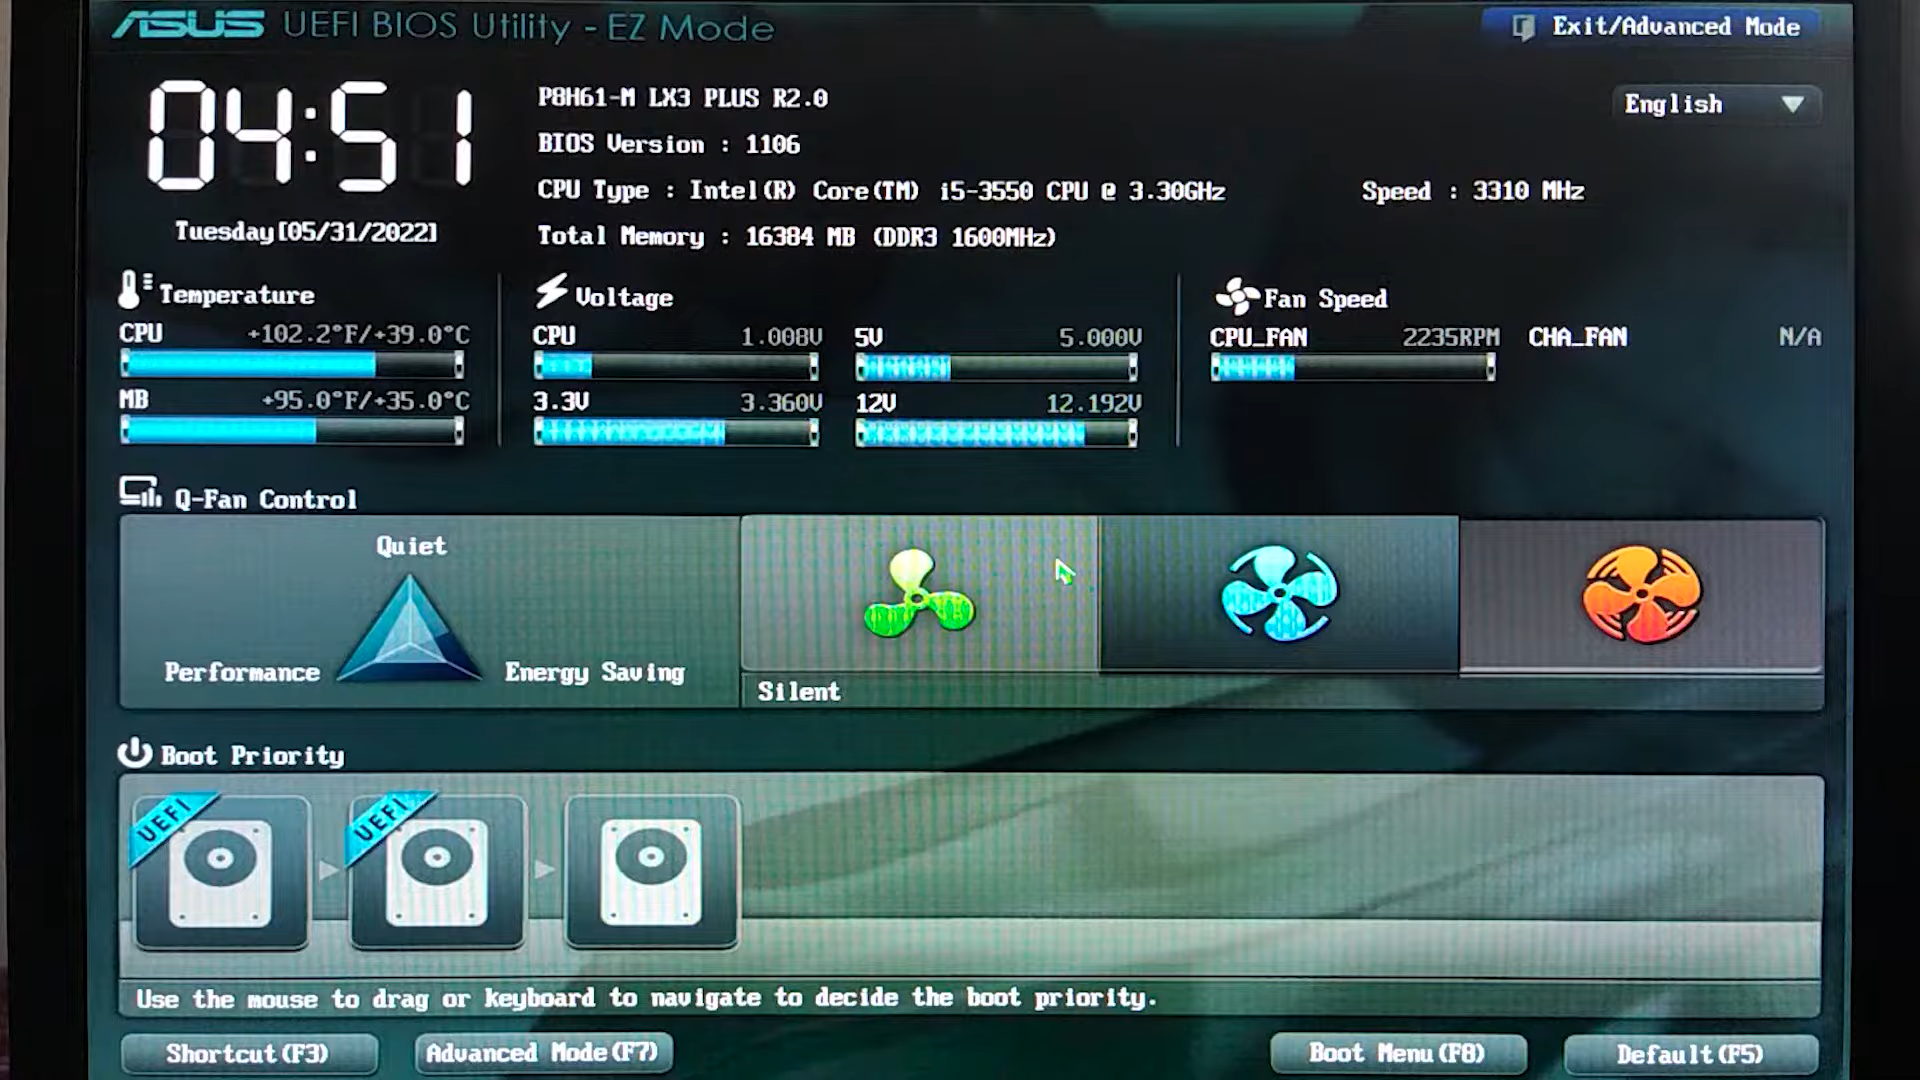 ASUS UEFI BIOS Utility - EZ Mode
Exit/Advanced Mode
04:51
Tuesday[05/31/2022]
P8H61-M LX3 PLUS R2.0
BIOS Version : 1106
CPU Type : Intel(R) Core(TM) i5-3550 CPU @ 3.30GHz
Speed : 3310 MHz
Total Memory : 16384 MB (DDR3 1600MHz)
English
Temperature
CPU +102.2°F/+39.0°C
MB +95.0°F/+35.0°C
Voltage
CPU 1.008V 5V 5.000V
3.3V 3.360V 12V 12.192V
Fan Speed
CPU_FAN 2235RPM CHA_FAN N/A
Q-Fan Control
Quiet
Performance
Energy Saving
Silent
Boot Priority
UEFI
UEFI
Use the mouse to drag or keyboard to navigate to decide the boot priority.
Shortcut(F3)
Advanced Mode(F7)
Boot Menu(F8)
Default(F5)